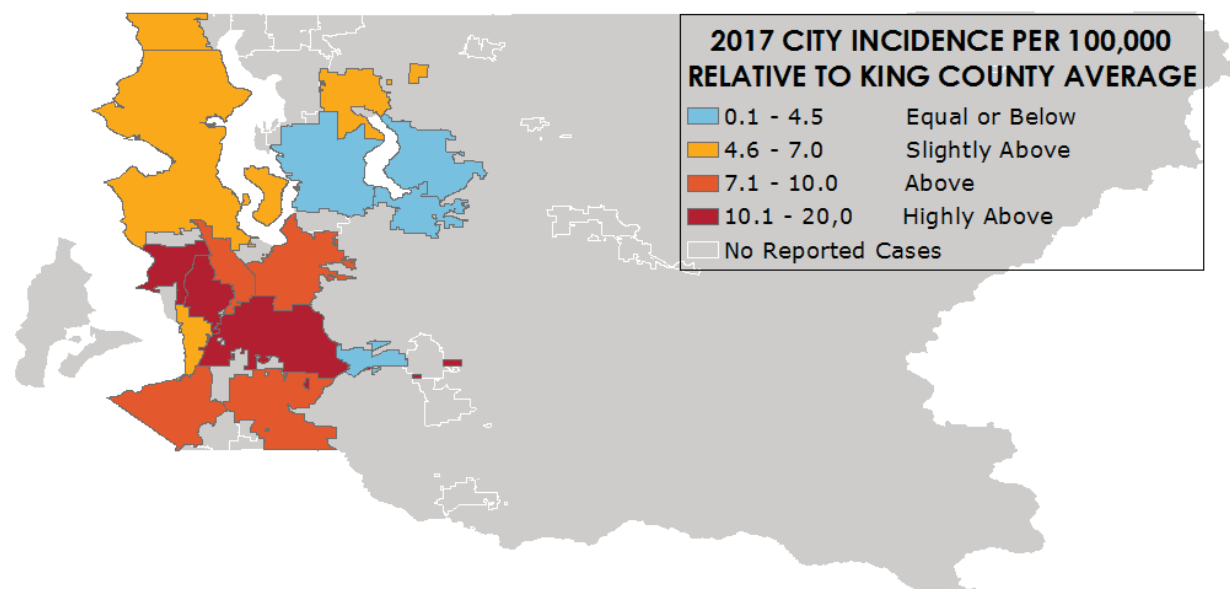 2017 CITY INCIDENCE PER 100,000
RELATIVE TO KING COUNTY AVERAGE
0.1 - 4.5 Equal or Below
4.6 - 7.0 Slightly Above
7.1 - 10.0 Above
10.1 - 20,0 Highly Above
No Reported Cases